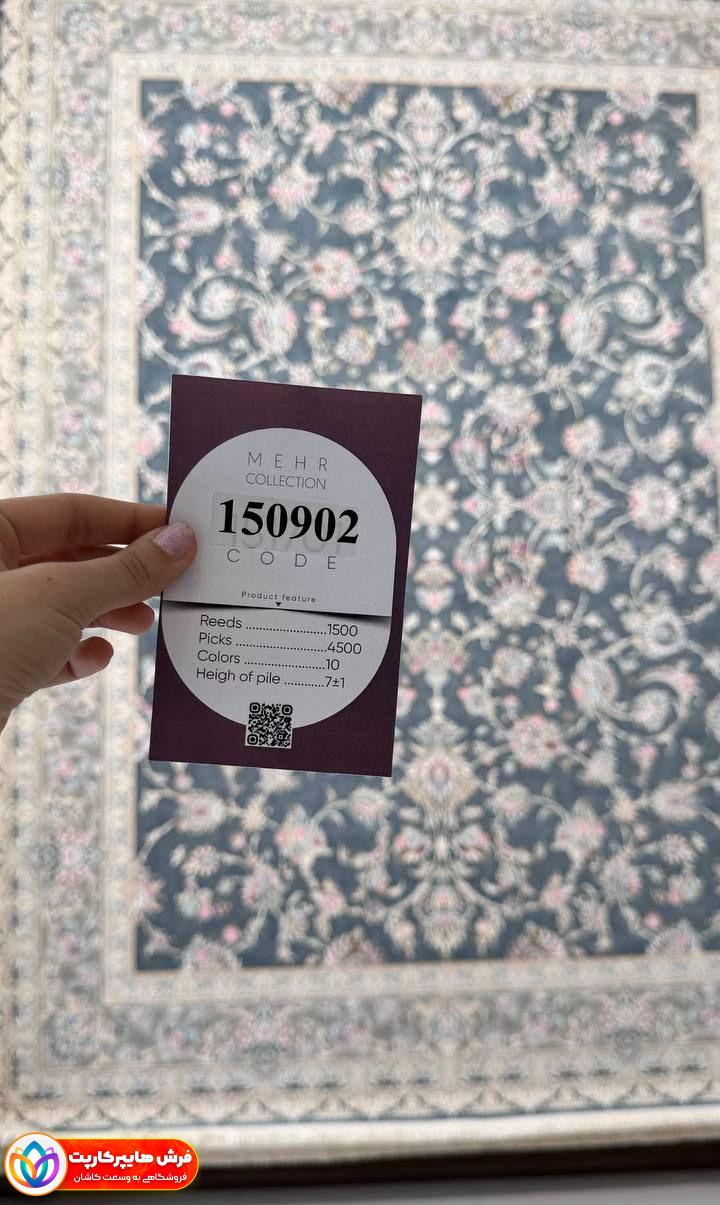 MEHR
COLLECTION
150902
CODE
Product feature
Reeds ........................1500
Picks ...........................4500
Colors ........................10
Heigh of pile ............7±1
فرش هایپرکارپت
فروشگاهی به وسعت کاشان